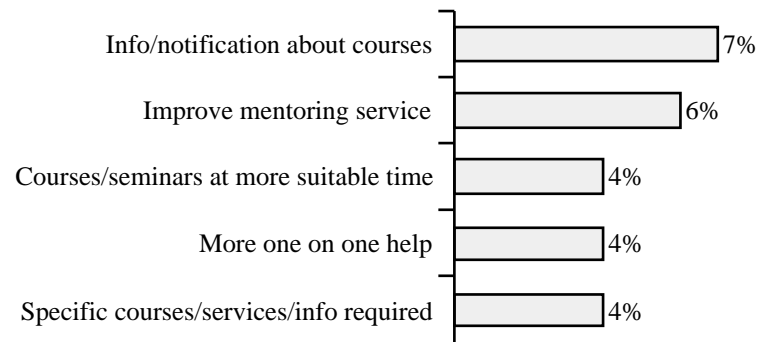 Info/notification about courses 7%
Improve mentoring service 6%
Courses/seminars at more suitable time 4%
More one on one help 4%
Specific courses/services/info required 4%